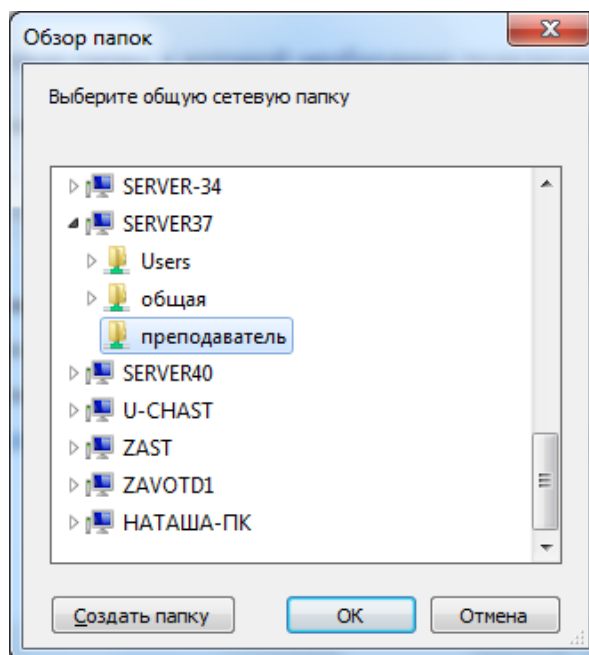 Обзор папок
Выберите общую сетевую папку
SERVER-34
SERVER37
Users
общая
преподаватель
SERVER40
U-CHAST
ZAST
ZAVOTD1
НАТАША-ПК
Создать папку
ОК
Отмена